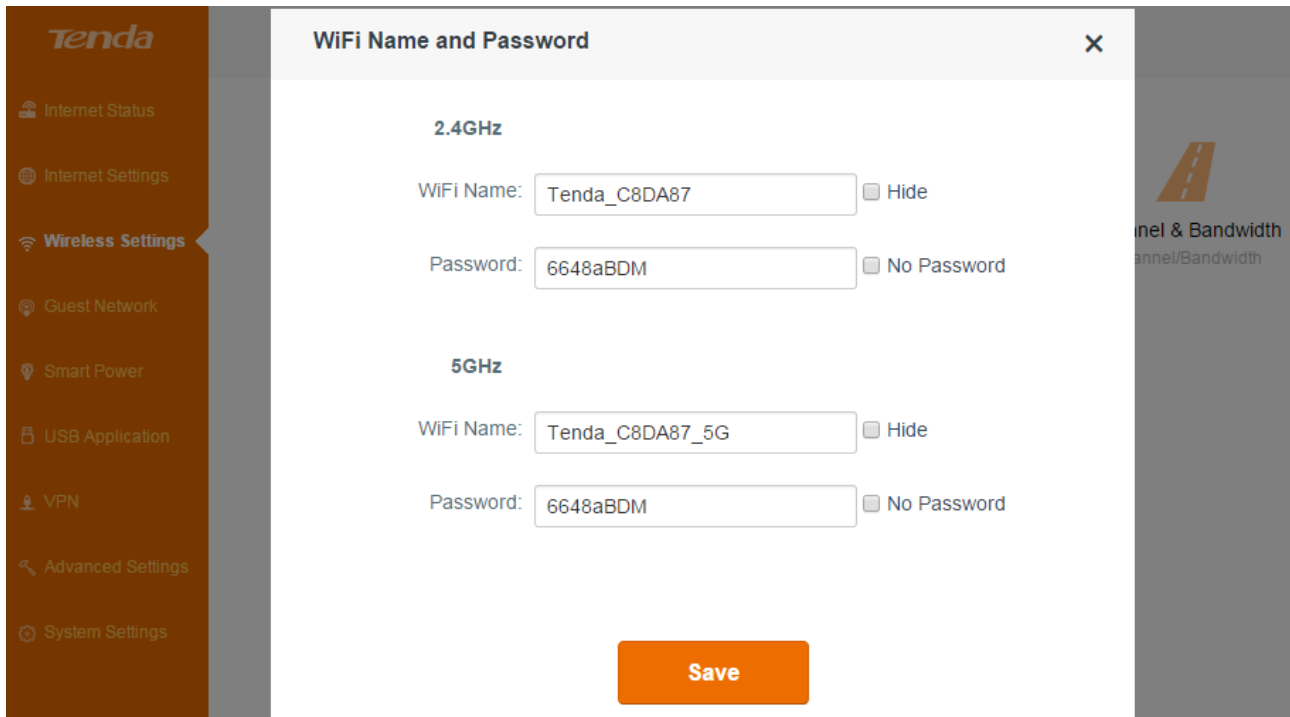 Tenda
WiFi Name and Password
Internet Status
Internet Settings
Wireless Settings
Guest Network
Smart Power
USB Application
VPN
Advanced Settings
System Settings
2.4GHz
WiFi Name: Tenda_C8DA87 Hide
Password: 6648aBDM No Password
5GHz
WiFi Name: Tenda_C8DA87_5G Hide
Password: 6648aBDM No Password
Save
nel & Bandwidth
annel/Bandwidth